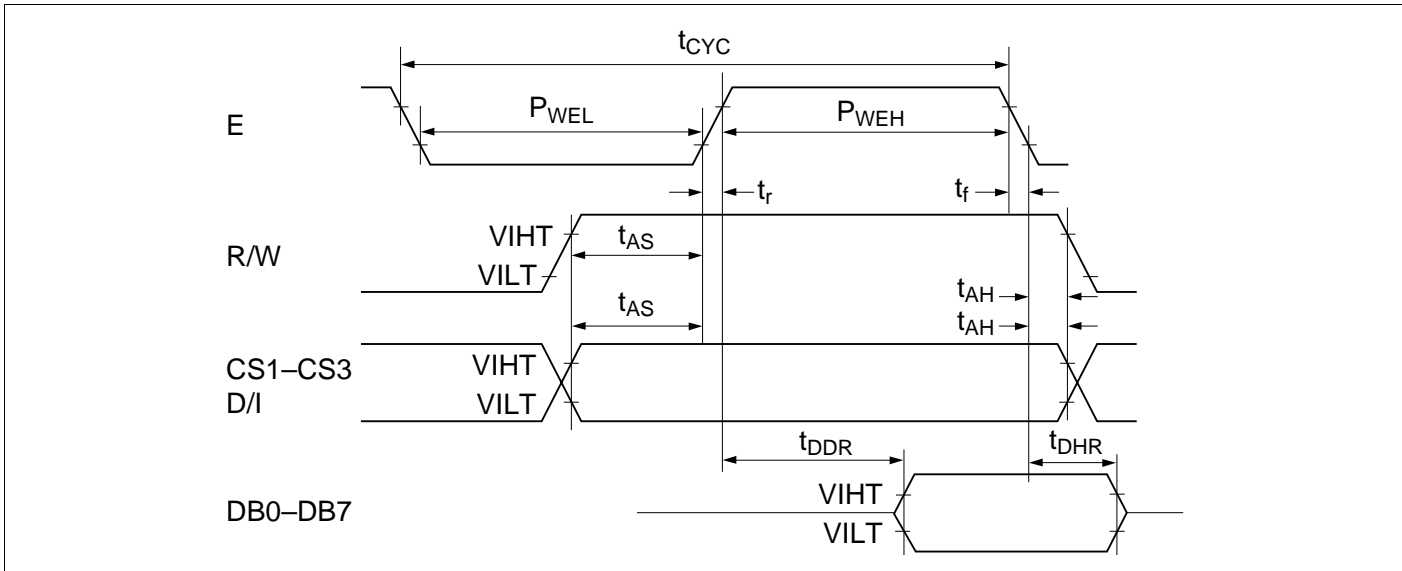 tCYC
E
PWEL
PWEH
tr
tf
R/W
VIHT
tAS
VILT
tAH
tAS
tAH
CS1–CS3
VIHT
D/I
VILT
tDDR
tDHR
VIHT
DB0–DB7
VILT